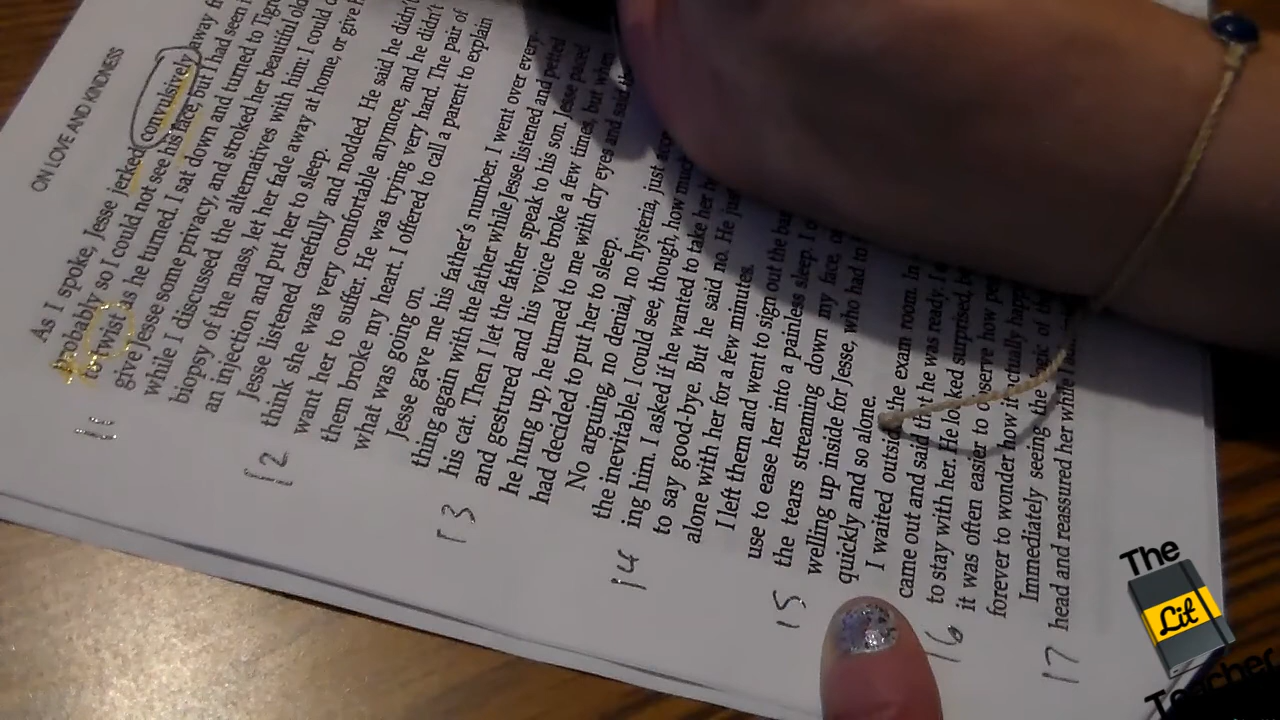 ON LOVE AND KINDNESS
As I spoke, Jesse jerked convulsively away
probably so I could not see his face, but I had seen
to twist as he turned. I sat down and turned to
11
give Jesse some privacy, and stroked her beautiful old
while I discussed the alternatives with him: I could
biopsy of the mass, let her fade away at home, or give
an injection and put her to sleep.
Jesse listened carefully and nodded. He said he didn't
12
think she was very comfortable anymore, and he didn't
want her to suffer. He was trying very hard. The pair of
them broke my heart. I offered to call a parent to explain
what was going on.
Jesse gave me his father's number. I went over every-
13
thing again with the father while Jesse listened and petted
his cat. Then I let the father speak to his son. Jesse paced
and gestured and his voice broke a few times, but when
he hung up, he turned to me with dry eyes and said
had decided to put her to sleep.
No arguing, no denial, no hysteria, just
14
the inevitable. I could see, though, how much
ing him. I asked if he wanted to take her
to say good-bye. But he said no. He just
alone with her for a few minutes.
I left them and went to sign out the
15
use to ease her into a painless sleep. I
the tears streaming down my face,
welling up inside for Jesse, who had to
quickly and so alone.
I waited outside the exam room. In
16
came out and said that he was ready. I
to stay with her. He looked surprised,
it was often easier to observe how
forever to wonder how it actually
Immediately seeing the logic of
17
head and reassured her while I
The
Lit
Teacher